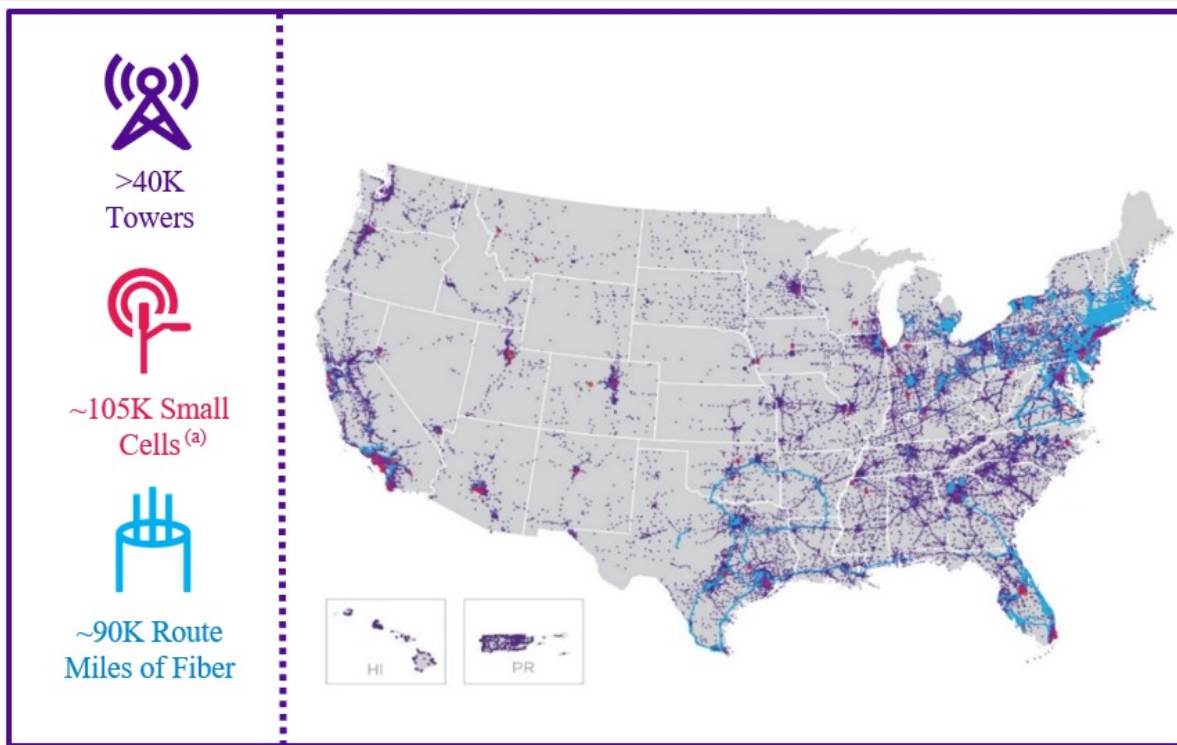 >40K
Towers
~105K Small
Cells (a)
~90K Route
Miles of Fiber
HI
PR